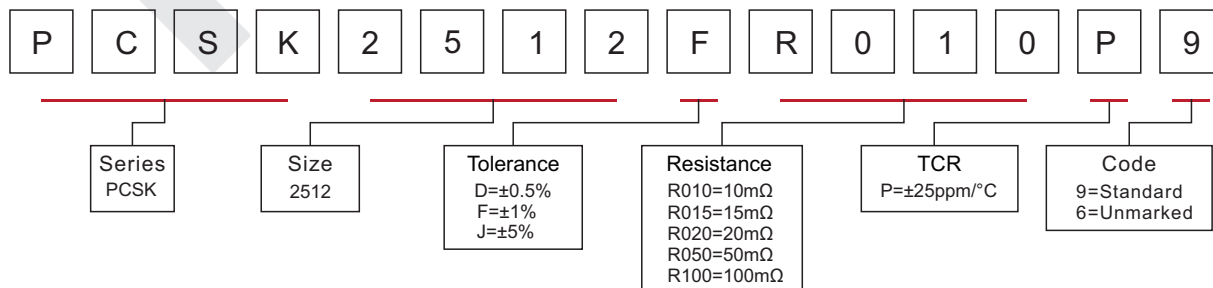 P C S K 2 5 1 2 F R 0 1 0 P 9
Series
PCSK
Size
2512
Tolerance
D=±0.5%
F=±1%
J=±5%
Resistance
R010=10mΩ
R015=15mΩ
R020=20mΩ
R050=50mΩ
R100=100mΩ
TCR
P=±25ppm/°C
Code
9=Standard
6=Unmarked